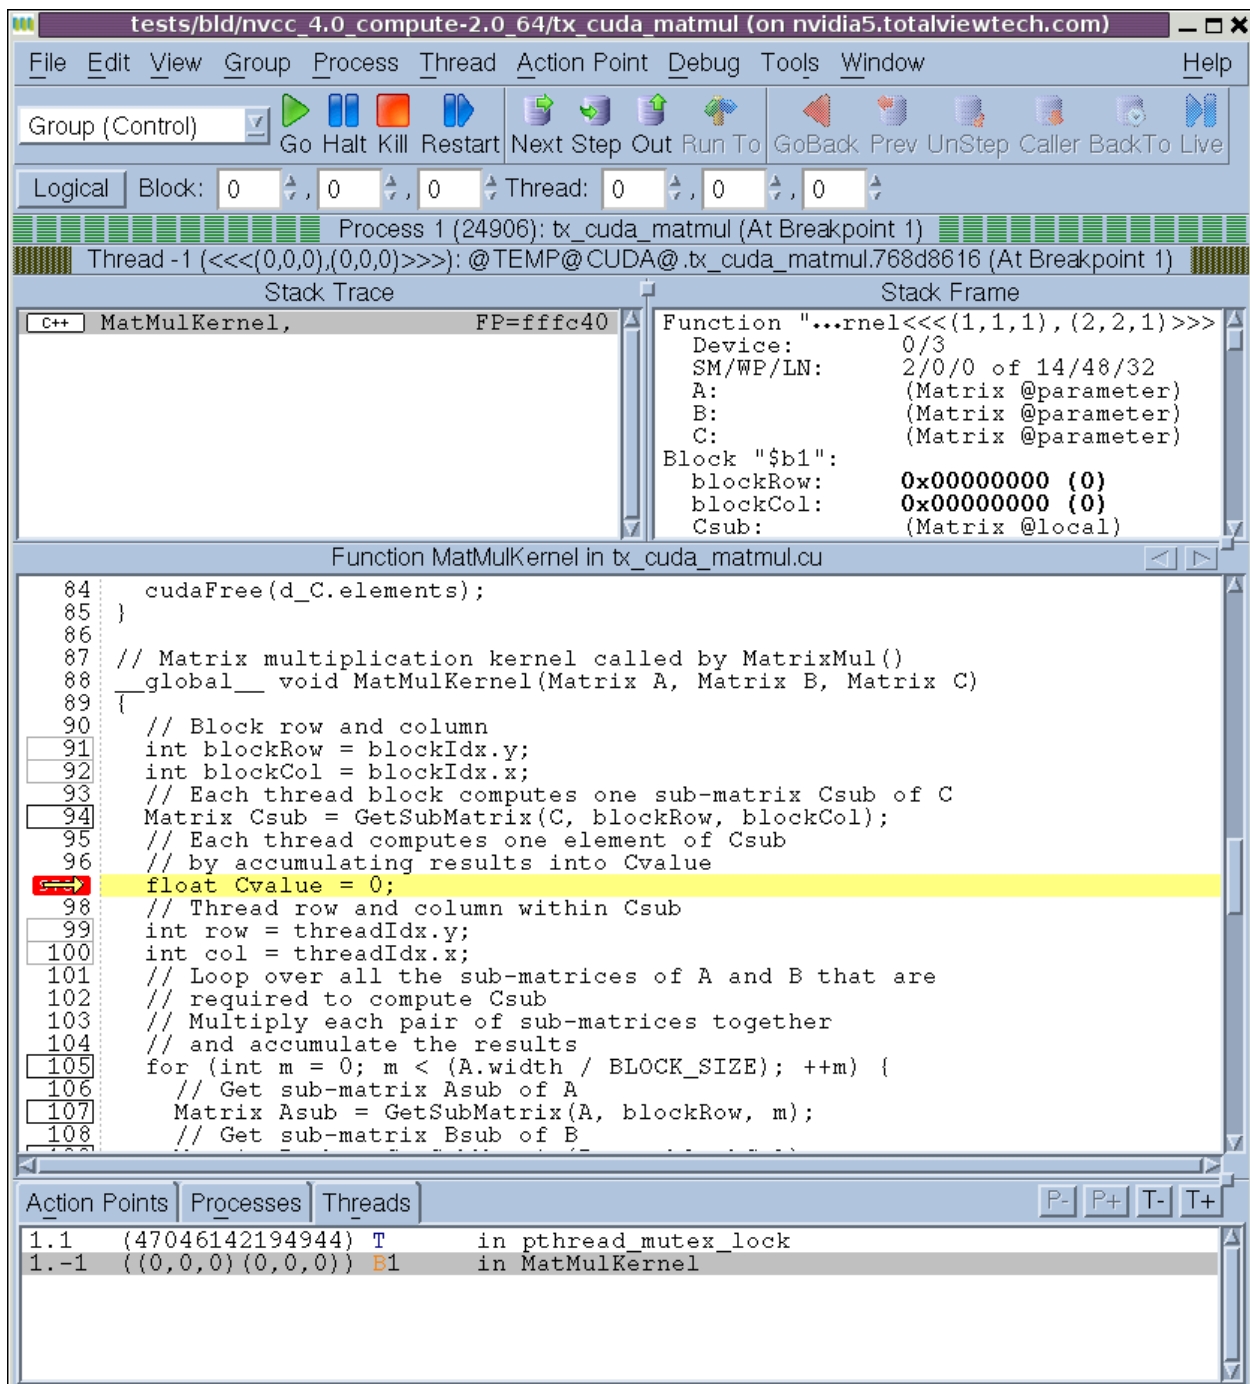 tests/bld/nvcc_4.0_compute-2.0_64/tx_cuda_matmul (on nvidia5.totalviewtech.com)
File Edit View Group Process Thread Action Point Debug Tools Window Help
Group (Control)
Go Halt Kill Restart Next Step Out Run To GoBack Prev UnStep Caller BackTo Live
Logical Block: 0 , 0 , 0 Thread: 0 , 0 , 0
Process 1 (24906): tx_cuda_matmul (At Breakpoint 1)
Thread -1 (<<<(0,0,0),(0,0,0)>>>): @TEMP@CUDA@.tx_cuda_matmul.768d8616 (At Breakpoint 1)
Stack Trace
C++ MatMulKernel, FP=fffc40
Stack Frame
Function "...rnel<<<(1,1,1),(2,2,1)>>>
Device: 0/3
SM/WP/LN: 2/0/0 of 14/48/32
A: (Matrix @parameter)
B: (Matrix @parameter)
C: (Matrix @parameter)
Block "$b1":
blockRow: 0x00000000 (0)
blockCol: 0x00000000 (0)
Csub: (Matrix @local)
Function MatMulKernel in tx_cuda_matmul.cu
84 cudaFree(d_C.elements);
85 }
86
87 // Matrix multiplication kernel called by MatrixMul()
88 __global__ void MatMulKernel(Matrix A, Matrix B, Matrix C)
89 {
90 // Block row and column
91 int blockRow = blockIdx.y;
92 int blockCol = blockIdx.x;
93 // Each thread block computes one sub-matrix Csub of C
94 Matrix Csub = GetSubMatrix(C, blockRow, blockCol);
95 // Each thread computes one element of Csub
96 // by accumulating results into Cvalue
float Cvalue = 0;
98 // Thread row and column within Csub
99 int row = threadIdx.y;
100 int col = threadIdx.x;
101 // Loop over all the sub-matrices of A and B that are
102 // required to compute Csub
103 // Multiply each pair of sub-matrices together
104 // and accumulate the results
105 for (int m = 0; m < (A.width / BLOCK_SIZE); ++m) {
106 // Get sub-matrix Asub of A
107 Matrix Asub = GetSubMatrix(A, blockRow, m);
108 // Get sub-matrix Bsub of B
Action Points Processes Threads P- P+ T- T+
1.1 (47046142194944) T in pthread_mutex_lock
1.-1 ((0,0,0)(0,0,0)) B1 in MatMulKernel